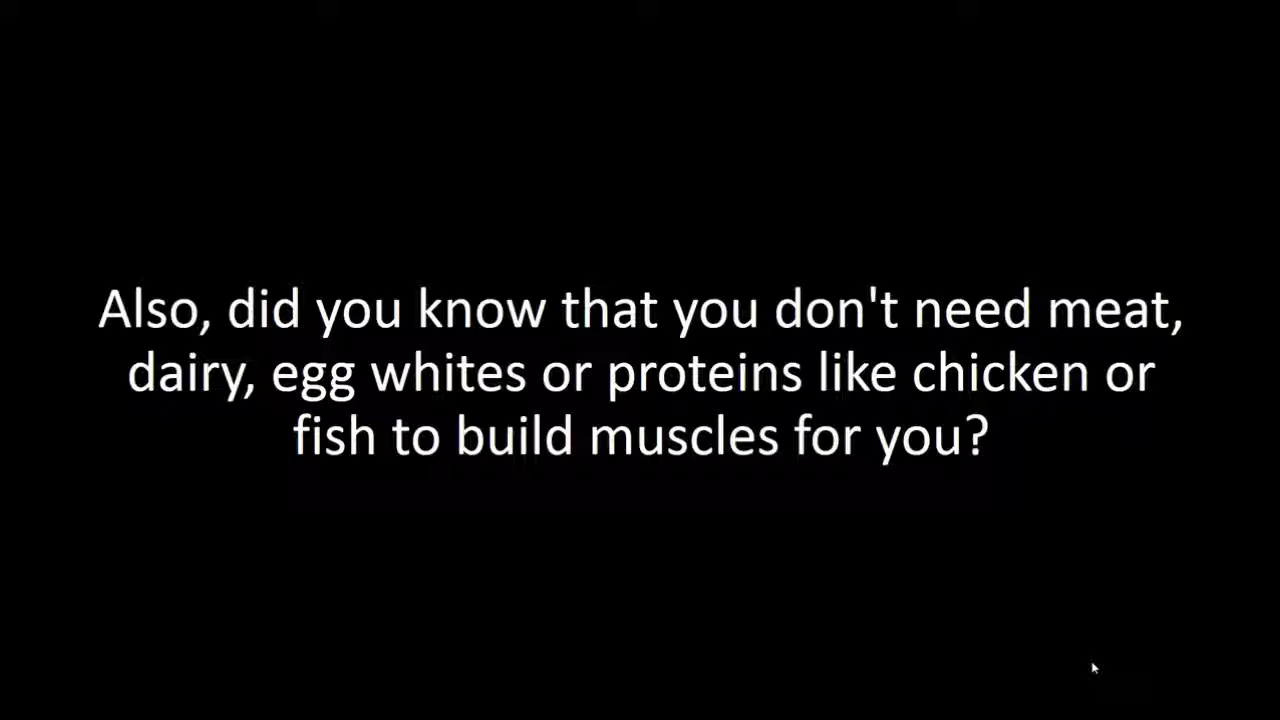 Also, did you know that you don't need meat,
dairy, egg whites or proteins like chicken or
fish to build muscles for you?